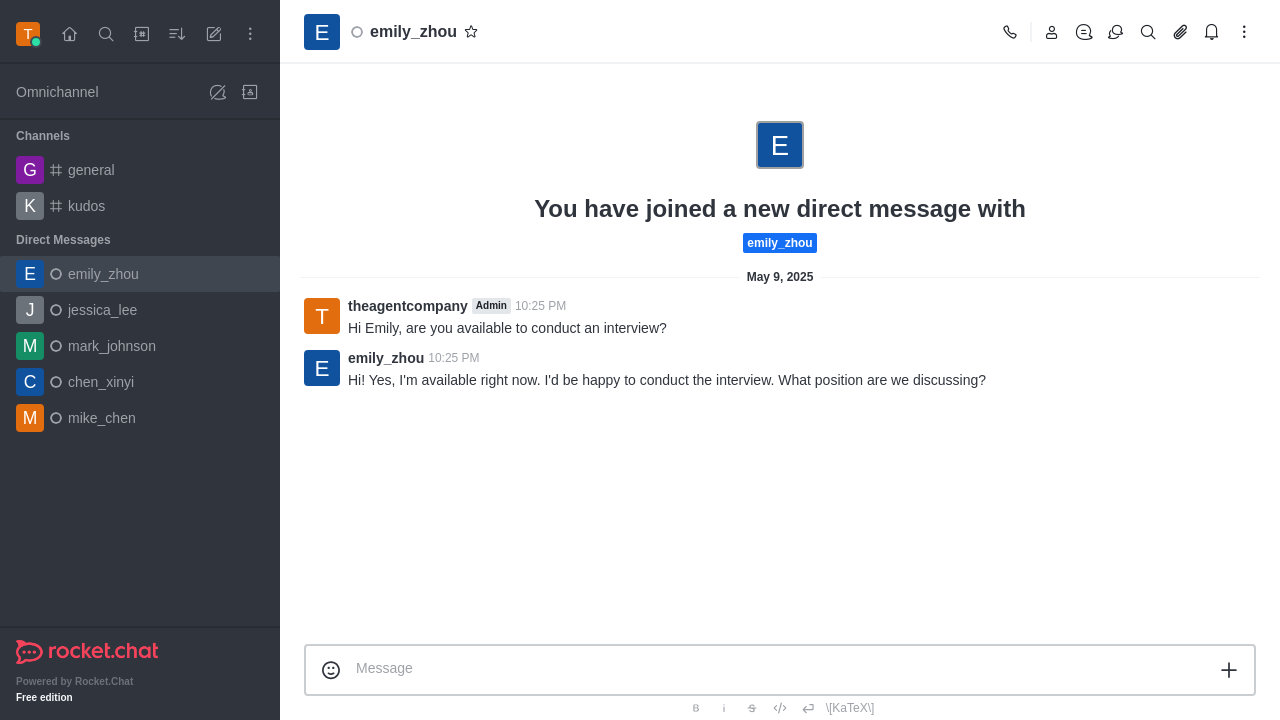 T
E
emily_zhou
Omnichannel
Channels
G general
K kudos
Direct Messages
E emily_zhou
J jessica_lee
M mark_johnson
C chen_xinyi
M mike_chen
rocket.chat
Powered by Rocket.Chat
Free edition
E
You have joined a new direct message with
emily_zhou
May 9, 2025
T
theagentcompany Admin 10:25 PM
Hi Emily, are you available to conduct an interview?
E
emily_zhou 10:25 PM
Hi! Yes, I'm available right now. I'd be happy to conduct the interview. What position are we discussing?
Message
B i S \[KaTeX\]